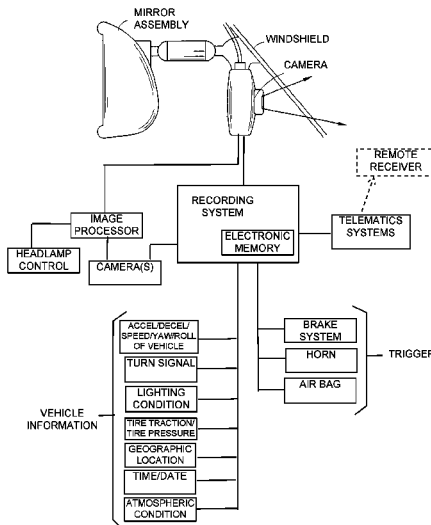 MIRROR
ASSEMBLY
WINDSHIELD
CAMERA
REMOTE
RECEIVER
RECORDING
SYSTEM
ELECTRONIC
MEMORY
TELEMATICS
SYSTEMS
IMAGE
PROCESSOR
HEADLAMP
CONTROL
CAMERA(S)
ACCEL/DECEL/
SPEED/YAW/ROLL
OF VEHICLE
TURN SIGNAL
LIGHTING
CONDITION
TIRE TRACTION/
TIRE PRESSURE
GEOGRAPHIC
LOCATION
TIME/DATE
ATMOSPHERIC
CONDITION
VEHICLE
INFORMATION
BRAKE
SYSTEM
HORN
AIR BAG
TRIGGER